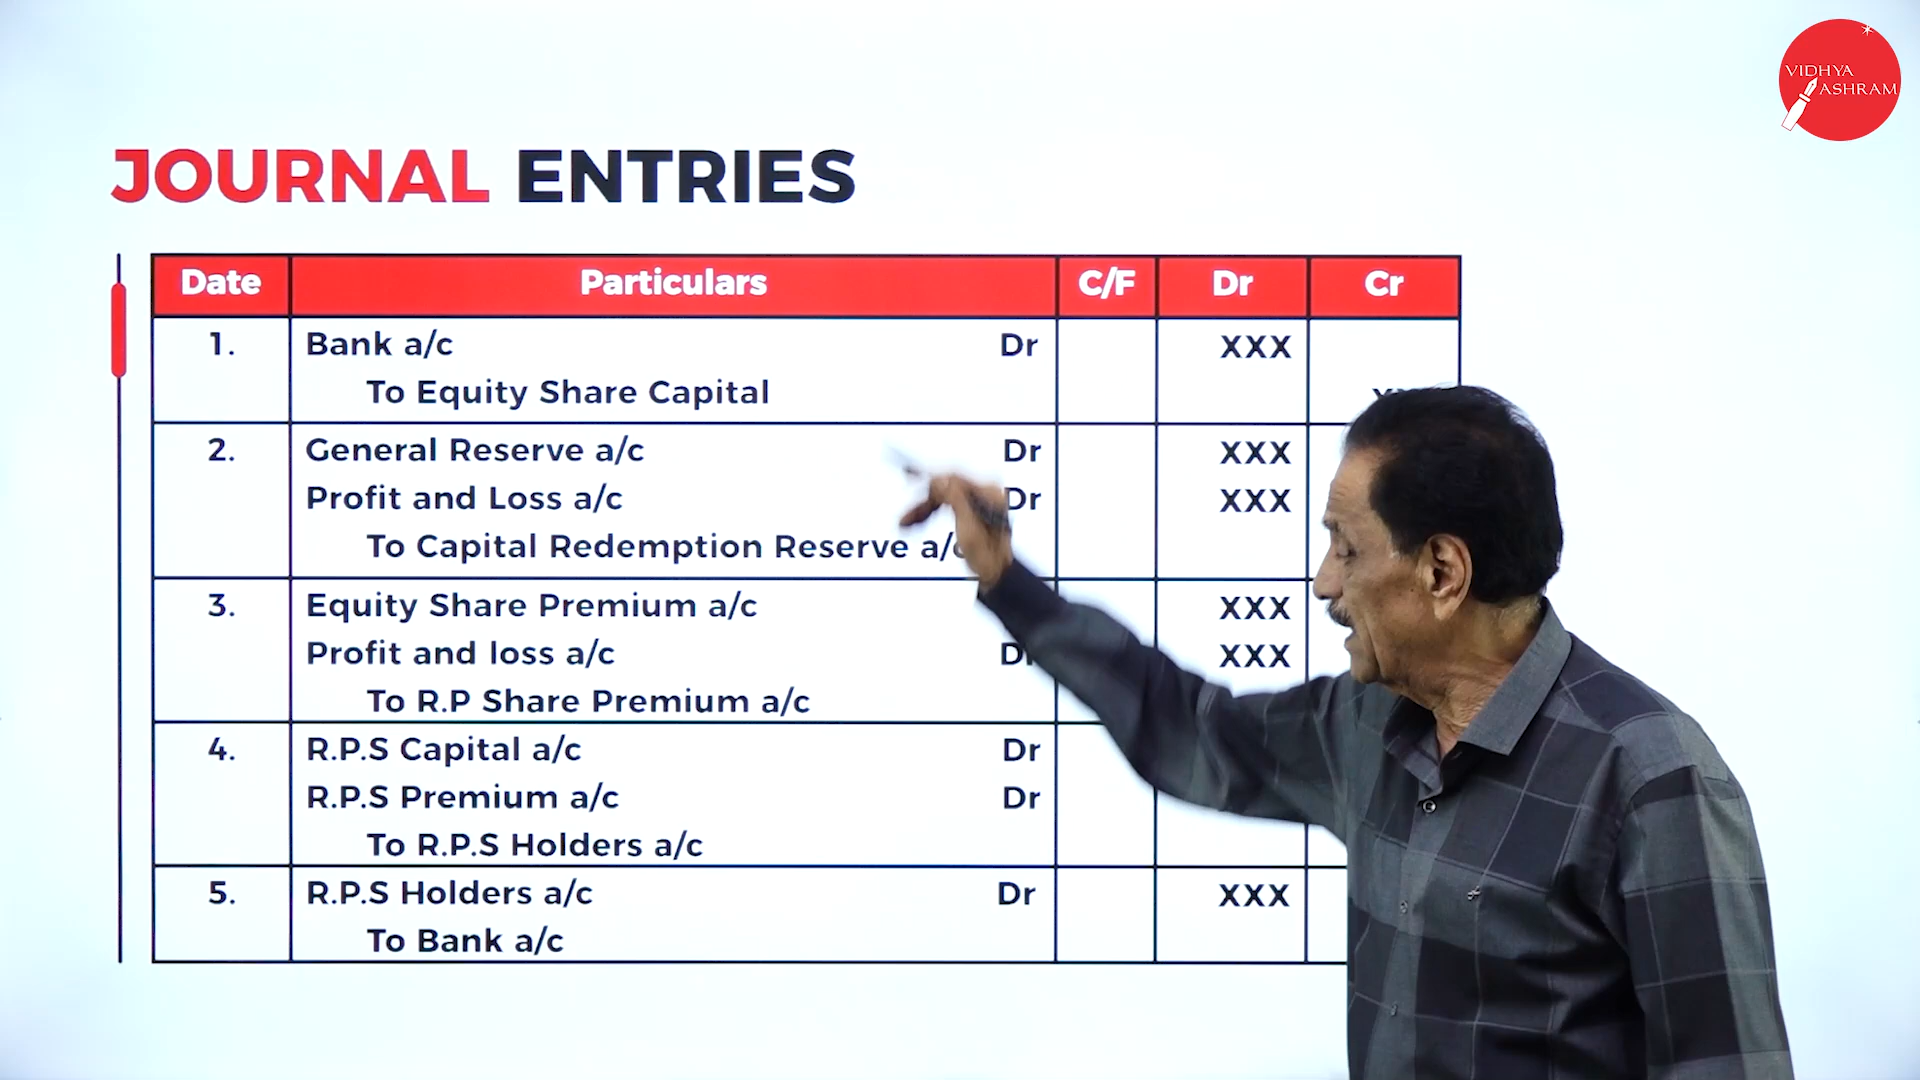 VIDHYA
ASHRAM
JOURNAL ENTRIES
Date Particulars C/F Dr Cr
1. Bank a/c Dr XXX
To Equity Share Capital
2. General Reserve a/c Dr XXX
Profit and Loss a/c Dr XXX
To Capital Redemption Reserve
3. Equity Share Premium a/c XXX
Profit and loss a/c Dr XXX
To R.P Share Premium a/c
4. R.P.S Capital a/c Dr
R.P.S Premium a/c Dr
To R.P.S Holders a/c
5. R.P.S Holders a/c Dr XXX
To Bank a/c